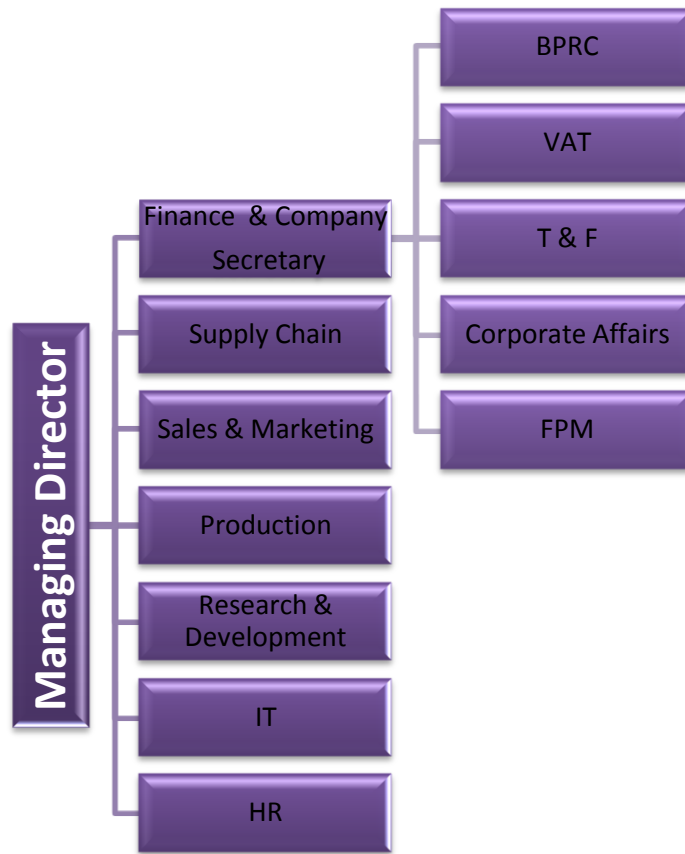 Managing Director
Finance & Company
Secretary
Supply Chain
Sales & Marketing
Production
Research &
Development
IT
HR
BPRC
VAT
T & F
Corporate Affairs
FPM